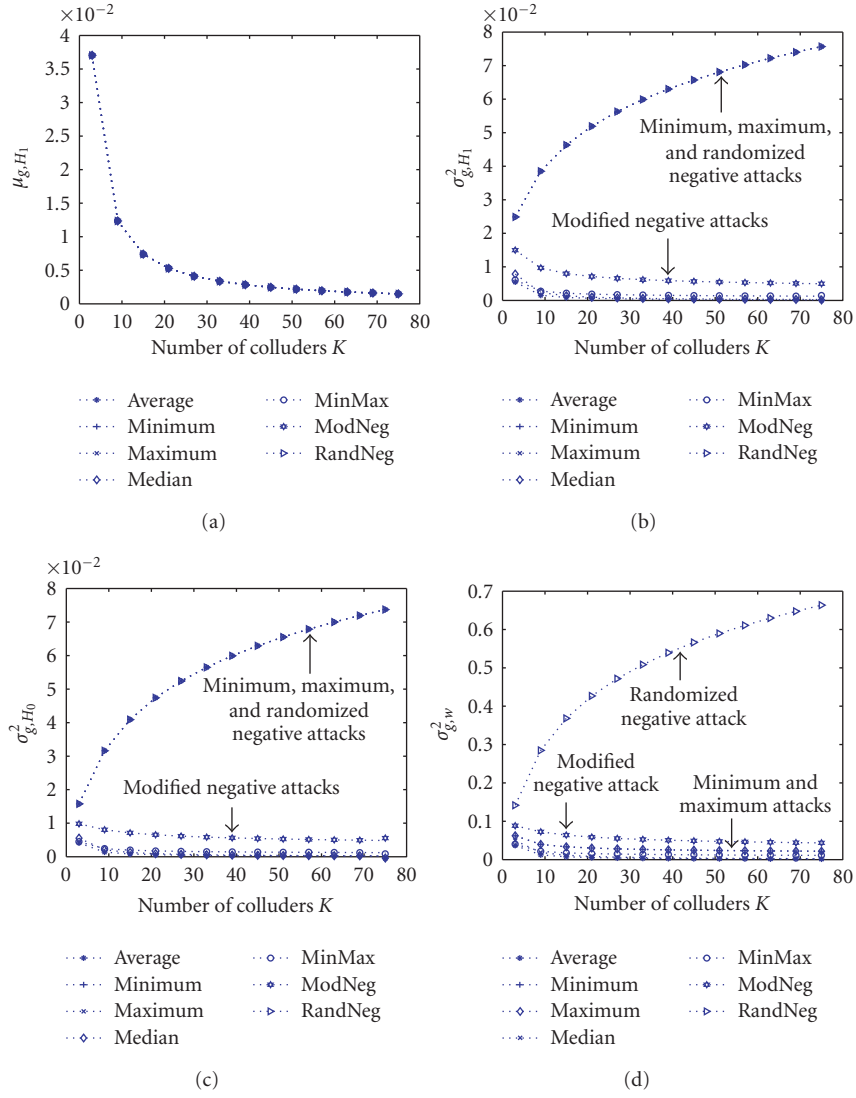 ×10−2
4
3.5
3
2.5
2
1.5
1
0.5
0
μg,H1
0 10 20 30 40 50 60 70 80
Number of colluders K
Average
Minimum
Maximum
Median
MinMax
ModNeg
RandNeg
(a)
×10−2
8
7
6
5
4
3
2
1
0
σ2g,H1
Minimum, maximum,
and randomized
negative attacks
Modified negative attacks
0 10 20 30 40 50 60 70 80
Number of colluders K
Average
Minimum
Maximum
Median
MinMax
ModNeg
RandNeg
(b)
×10−2
8
7
6
5
4
3
2
1
0
σ2g,H0
Minimum, maximum,
and randomized
negative attacks
Modified negative attacks
0 10 20 30 40 50 60 70 80
Number of colluders K
Average
Minimum
Maximum
Median
MinMax
ModNeg
RandNeg
(c)
0.7
0.6
0.5
0.4
0.3
0.2
0.1
0
σ2g,w
Randomized
negative attack
Modified
negative attack
Minimum and
maximum attacks
0 10 20 30 40 50 60 70 80
Number of colluders K
Average
Minimum
Maximum
Median
MinMax
ModNeg
RandNeg
(d)